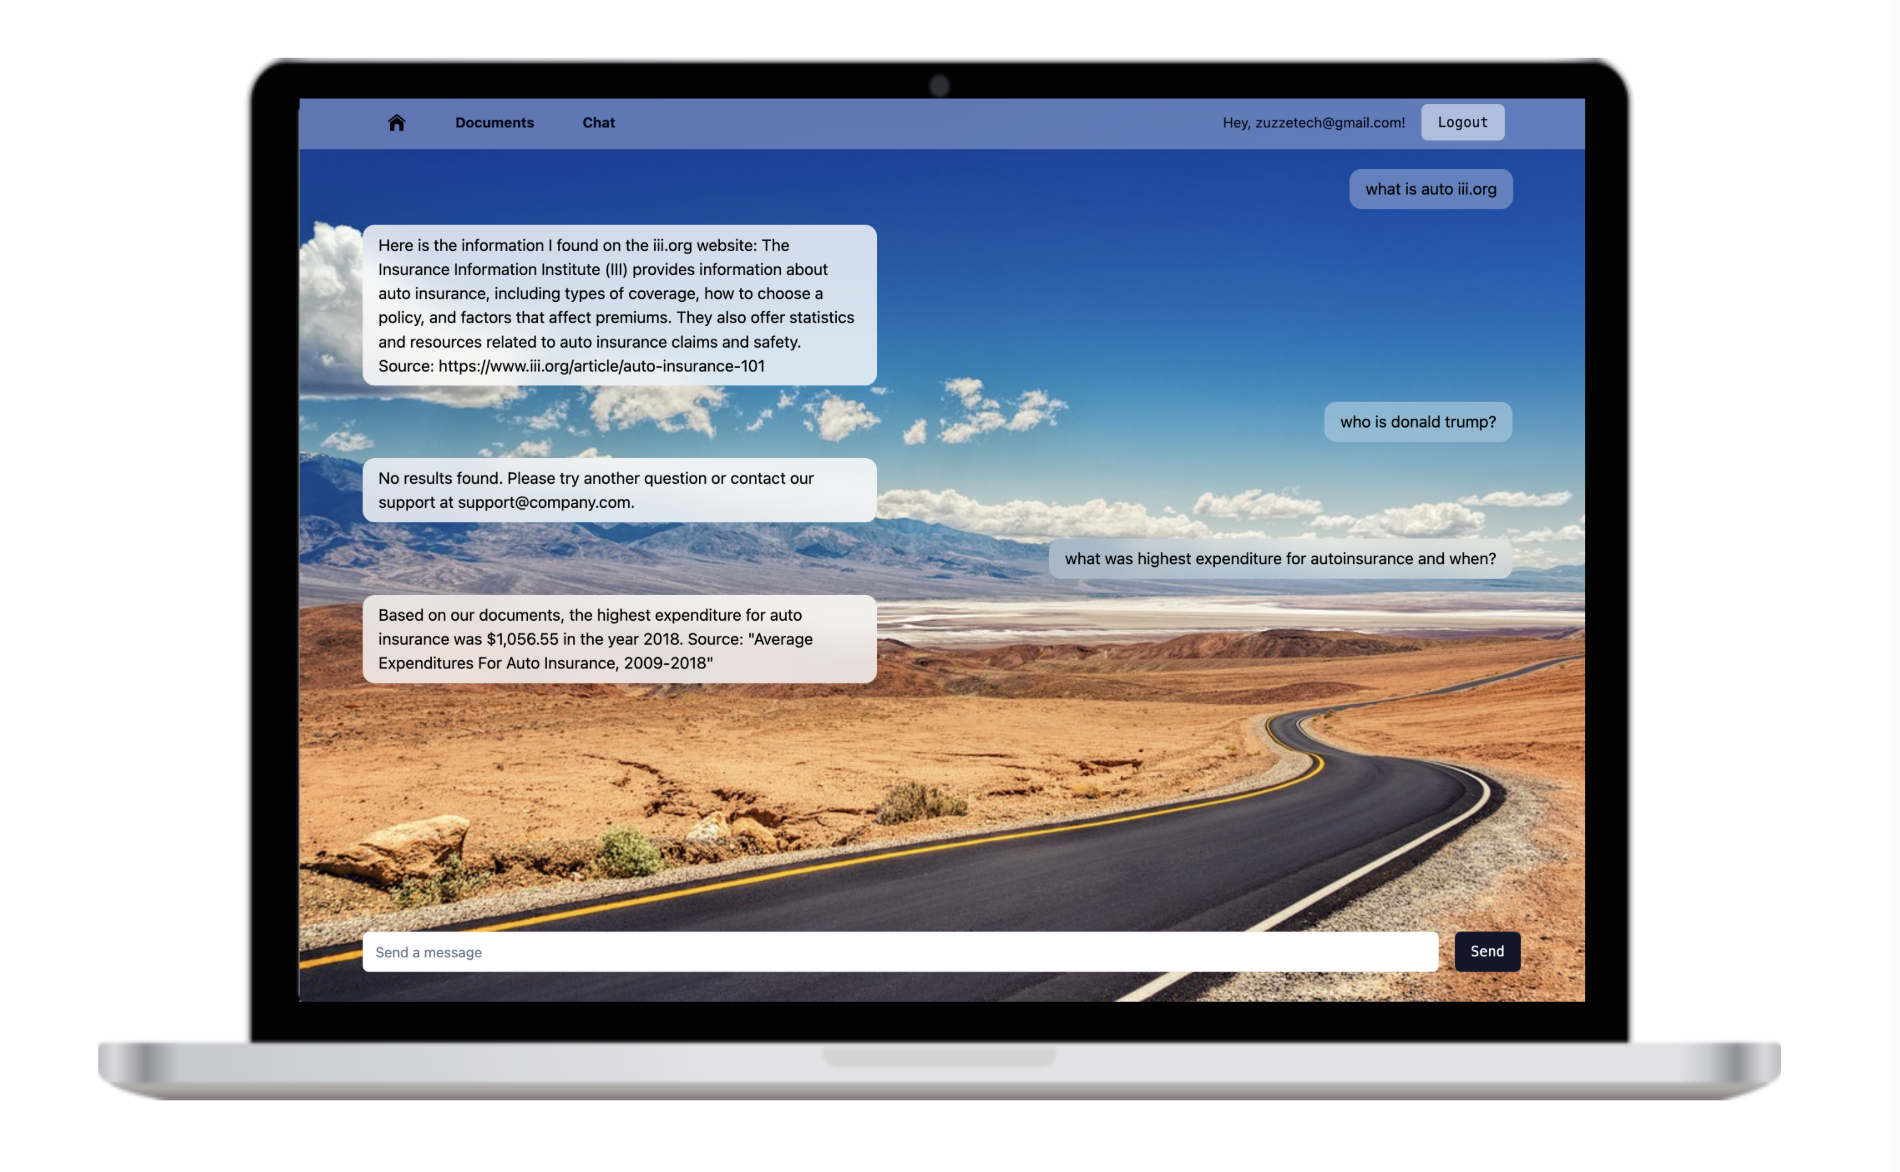 Documents Chat Hey, zuzzetech@gmail.com! Logout
what is auto iii.org
Here is the information I found on the iii.org website: The
Insurance Information Institute (III) provides information about
auto insurance, including types of coverage, how to choose a
policy, and factors that affect premiums. They also offer statistics
and resources related to auto insurance claims and safety.
Source: https://www.iii.org/article/auto-insurance-101
who is donald trump?
No results found. Please try another question or contact our
support at support@company.com.
what was highest expenditure for autoinsurance and when?
Based on our documents, the highest expenditure for auto
insurance was $1,056.55 in the year 2018. Source: "Average
Expenditures For Auto Insurance, 2009-2018"
Send a message Send